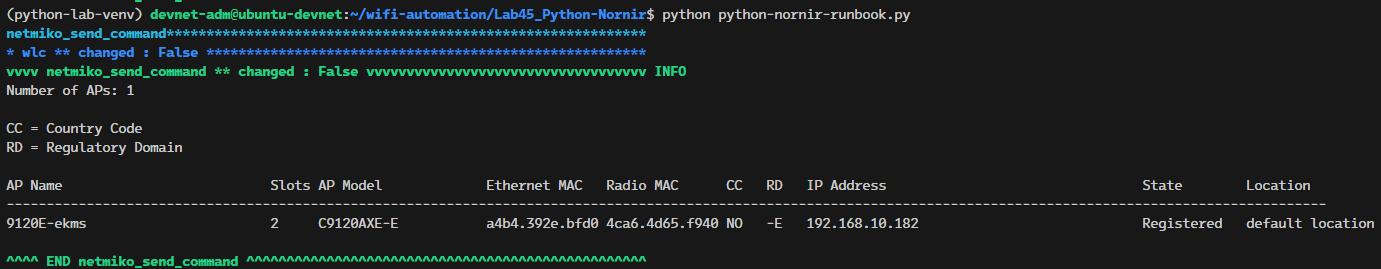 (python-lab-venv) devnet-adm@ubuntu-devnet:~/wifi-automation/Lab45_Python-Nornir$ python python-nornir-runbook.py
netmiko_send_command************************************************************
* wlc ** changed : False *******************************************************
vvvv netmiko_send_command ** changed : False vvvvvvvvvvvvvvvvvvvvvvvvvvvvvvvvvvv INFO
Number of APs: 1
CC = Country Code
RD = Regulatory Domain
AP Name                          Slots AP Model             Ethernet MAC   Radio MAC      CC   RD   IP Address                                State        Location
---------------------------------------------------------------------------------------------------------------------------------------------------------------------
9120E-ekms                       2     C9120AXE-E           a4b4.392e.bfd0 4ca6.4d65.f940 NO   -E   192.168.10.182                            Registered   default location
^^^^ END netmiko_send_command ^^^^^^^^^^^^^^^^^^^^^^^^^^^^^^^^^^^^^^^^^^^^^^^^^^